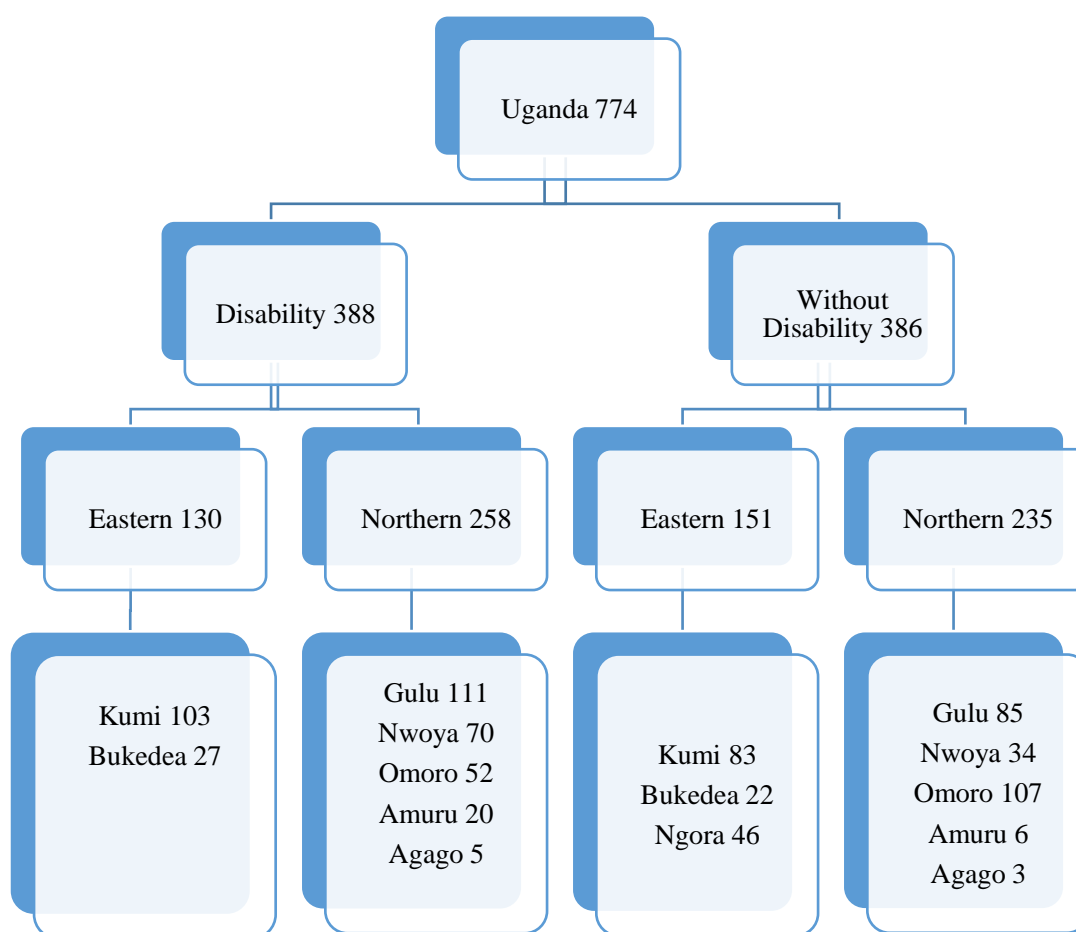 Uganda 774
Disability 388
Without
Disability 386
Eastern 130
Northern 258
Eastern 151
Northern 235
Kumi 103
Bukedea 27
Gulu 111
Nwoya 70
Omoro 52
Amuru 20
Agago 5
Kumi 83
Bukedea 22
Ngora 46
Gulu 85
Nwoya 34
Omoro 107
Amuru 6
Agago 3